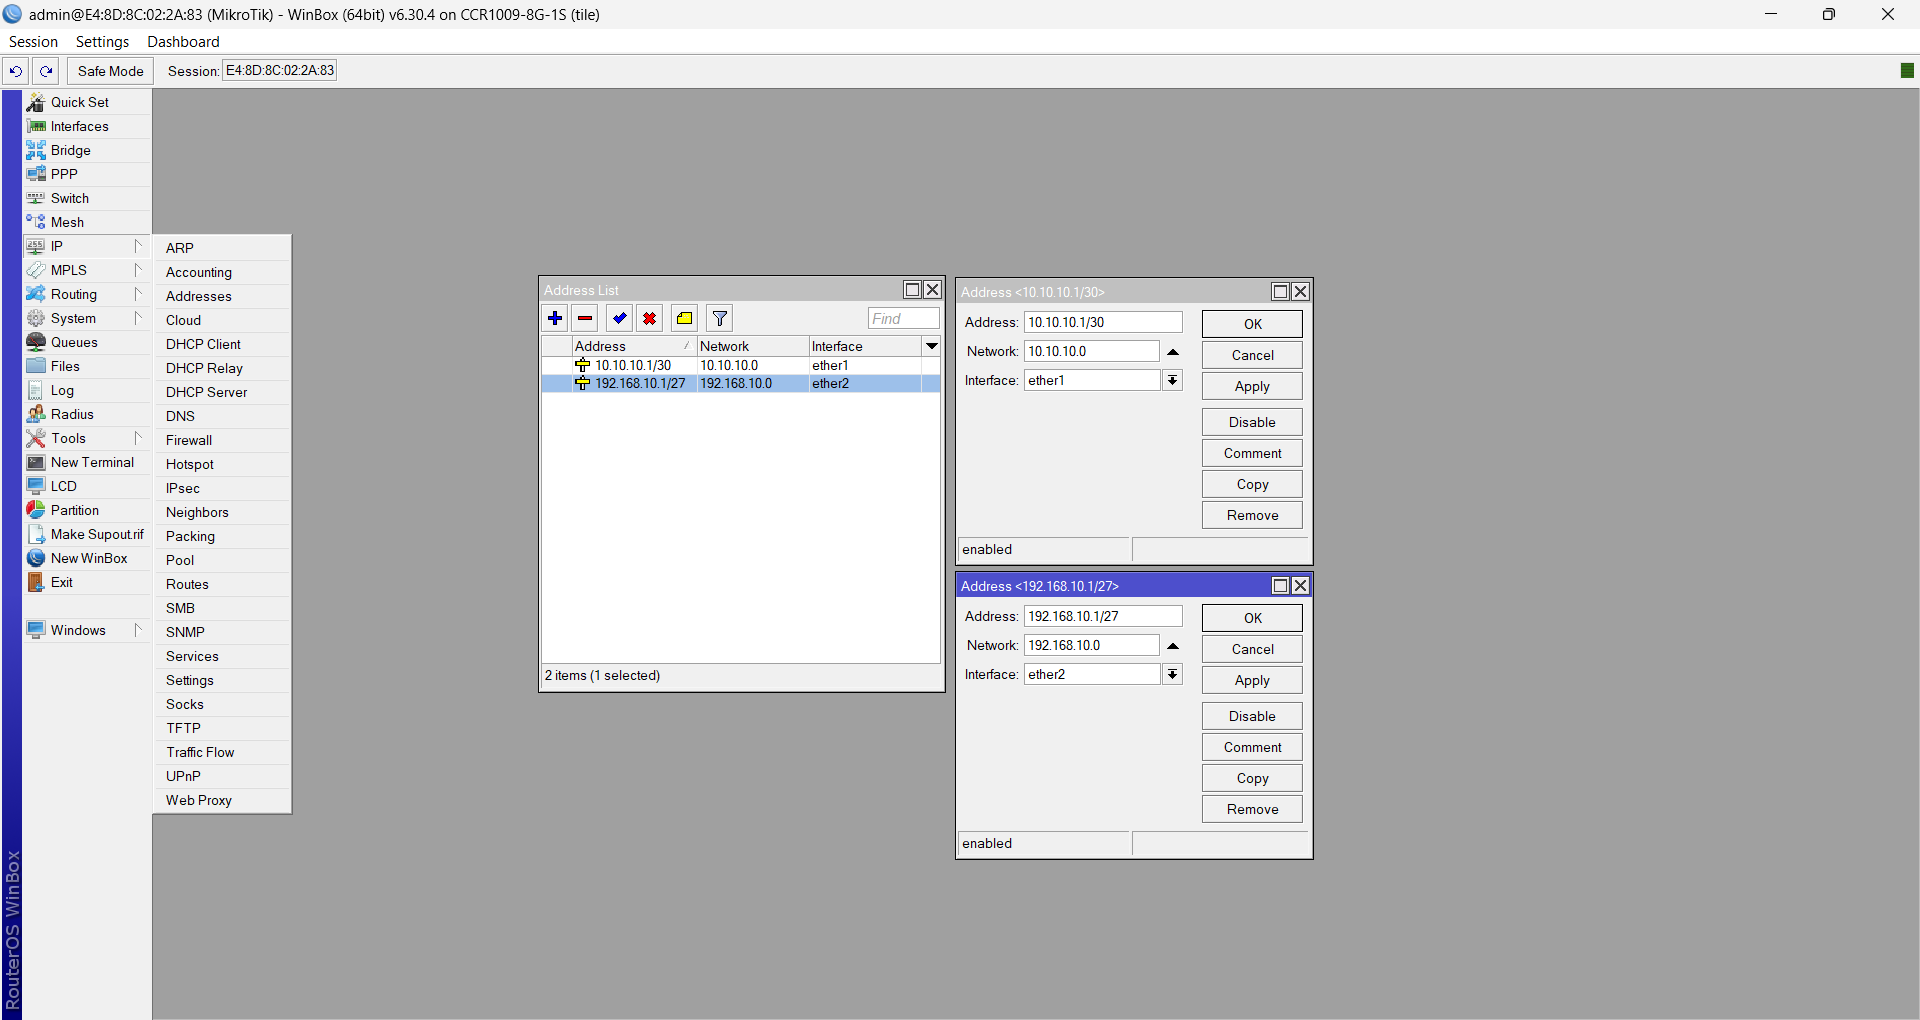 admin@E4:8D:8C:02:2A:83 (MikroTik) - WinBox (64bit) v6.30.4 on CCR1009-8G-1S (tile)
Session Settings Dashboard
Safe Mode Session: E4:8D:8C:02:2A:83
Quick Set
Interfaces
Bridge
PPP
Switch
Mesh
IP
MPLS
Routing
System
Queues
Files
Log
Radius
Tools
New Terminal
LCD
Partition
Make Supout.rif
New WinBox
Exit
Windows
RouterOS WinBox
ARP
Accounting
Addresses
Cloud
DHCP Client
DHCP Relay
DHCP Server
DNS
Firewall
Hotspot
IPsec
Neighbors
Packing
Pool
Routes
SMB
SNMP
Services
Settings
Socks
TFTP
Traffic Flow
UPnP
Web Proxy
Address List
Find
Address Network Interface
10.10.10.1/30 10.10.10.0 ether1
192.168.10.1/27 192.168.10.0 ether2
2 items (1 selected)
Address <10.10.10.1/30>
Address: 10.10.10.1/30
Network: 10.10.10.0
Interface: ether1
OK
Cancel
Apply
Disable
Comment
Copy
Remove
enabled
Address <192.168.10.1/27>
Address: 192.168.10.1/27
Network: 192.168.10.0
Interface: ether2
OK
Cancel
Apply
Disable
Comment
Copy
Remove
enabled